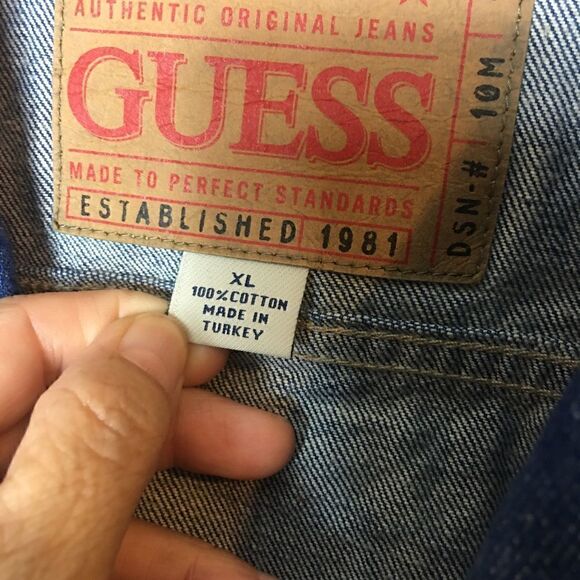 AUTHENTIC ORIGINAL JEANS
GUESS
MADE TO PERFECT STANDARDS
ESTABLISHED 1981
DSN-# 10M
XL
100%COTTON
MADE IN
TURKEY